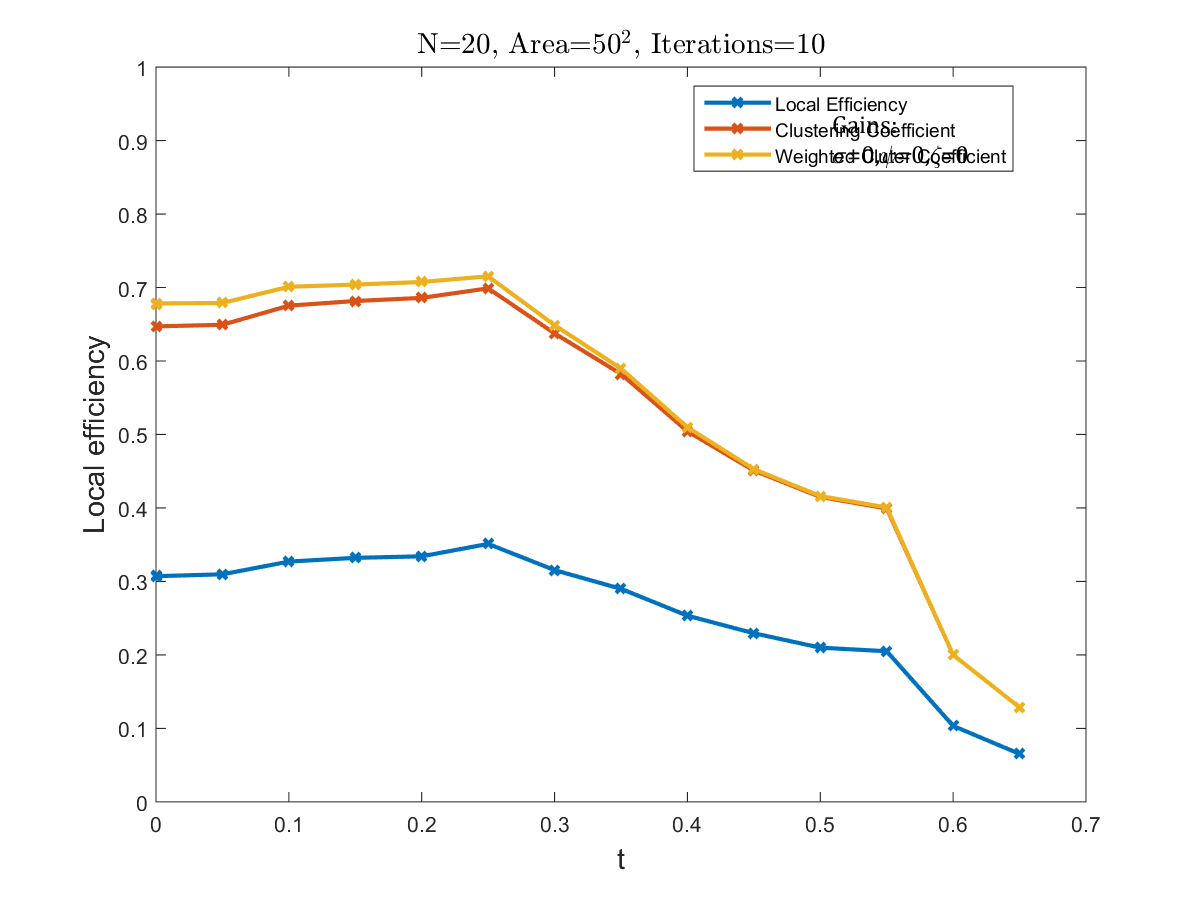 N=20, Area=50², Iterations=10
Local Efficiency
Clustering Coefficient
Gains:
Weighted Cluter Coefficient
Local efficiency
1
0.9
0.8
0.7
0.6
0.5
0.4
0.3
0.2
0.1
0
0
0.1
0.2
0.3
0.4
0.5
0.6
0.7
t